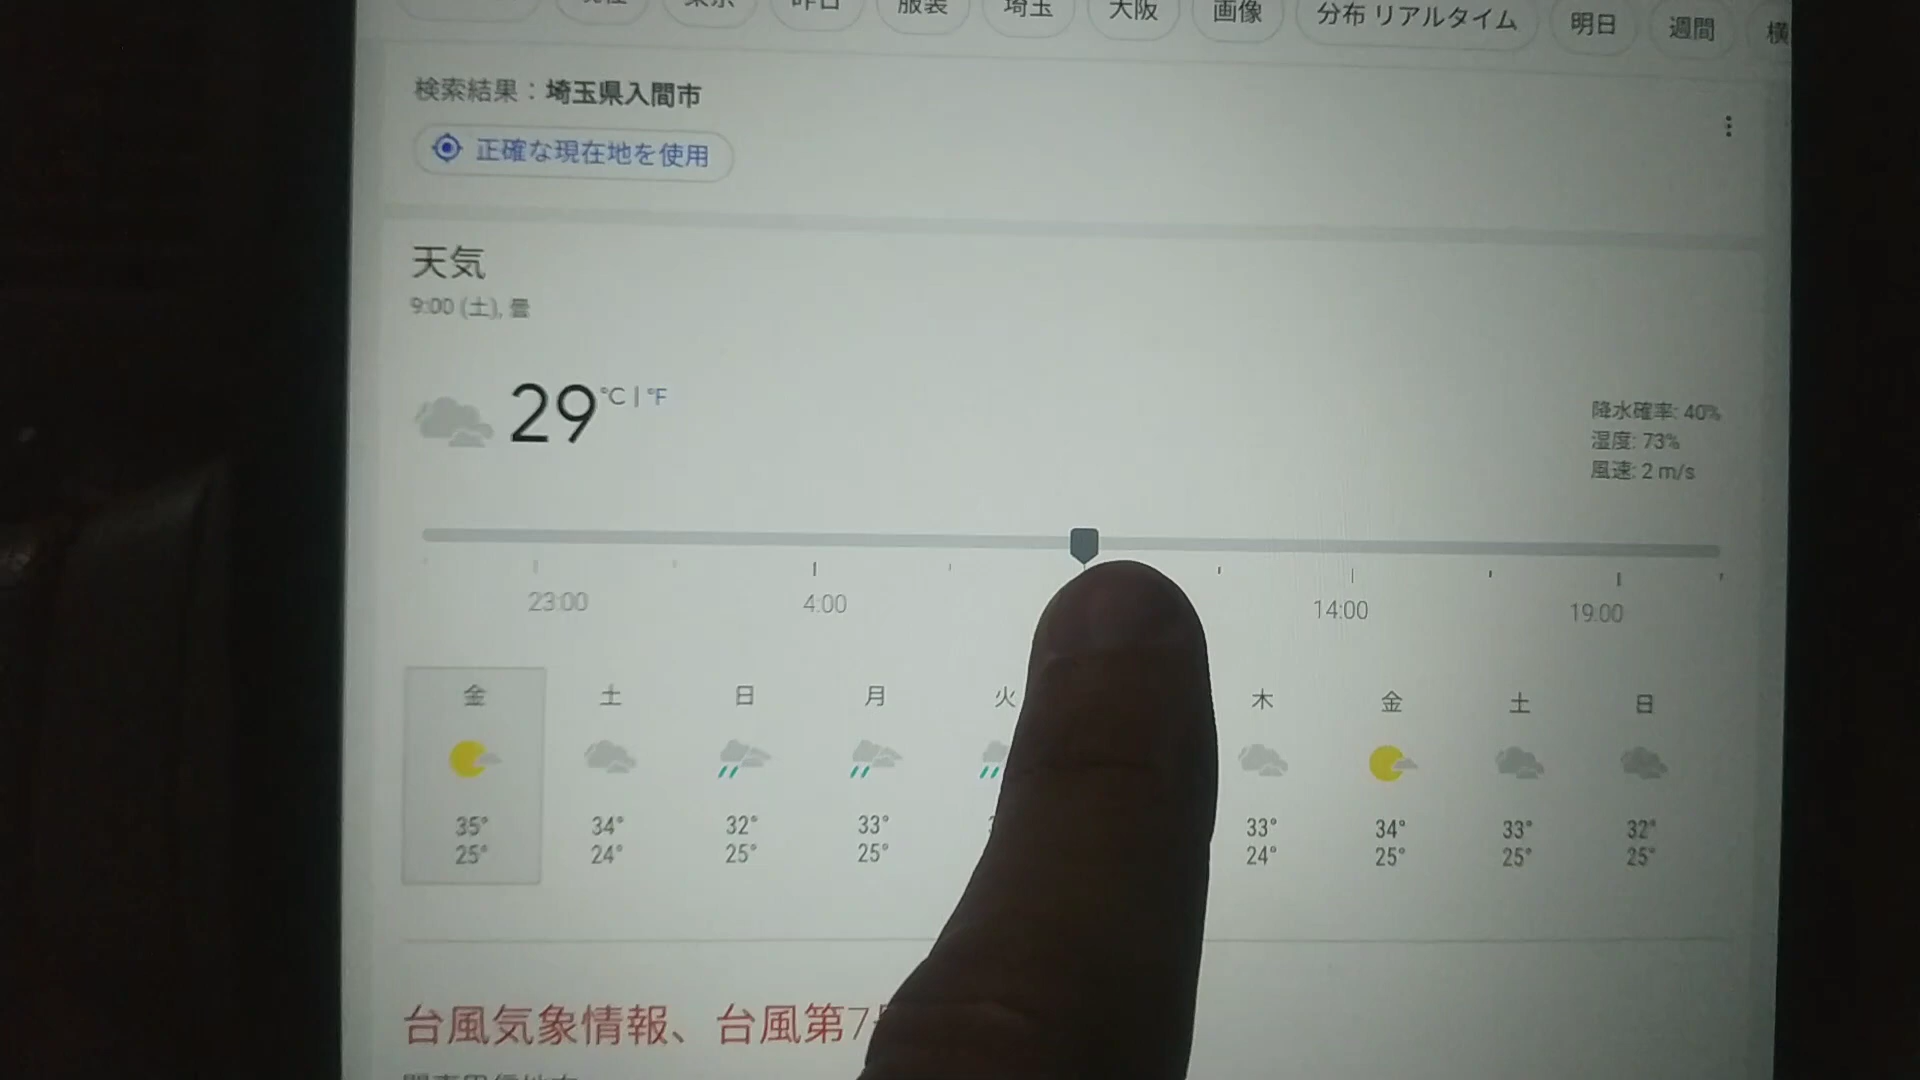 昨日 服装 埼玉 大阪 画像 分布 リアルタイム 明日 週間 横
検索結果：埼玉県入間市
正確な現在地を使用
天気
9:00 (土), 曇
29 °C | °F
降水確率: 40%
湿度: 73%
風速: 2 m/s
23:00 4:00 14:00 19:00
金 土 日 月 火 木 金 土 日
35° 34° 32° 33° 33° 34° 33° 32°
25° 24° 25° 25° 24° 25° 25° 25°
台風気象情報、台風第7